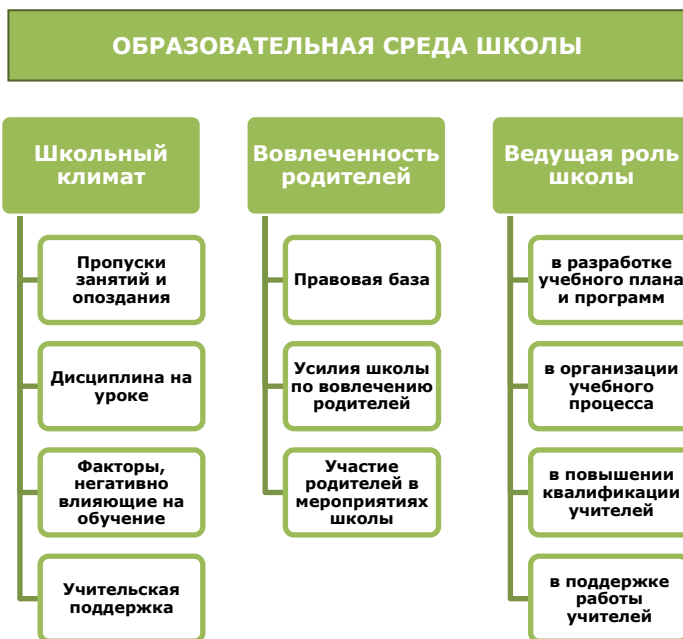 ОБРАЗОВАТЕЛЬНАЯ СРЕДА ШКОЛЫ
Школьный
климат
Пропуски
занятий и
опоздания
Дисциплина на
уроке
Факторы,
негативно
влияющие на
обучение
Учительская
поддержка
Вовлеченность
родителей
Правовая база
Усилия школы
по вовлечению
родителей
Участие
родителей в
мероприятиях
школы
Ведущая роль
школы
в разработке
учебного плана
и программ
в организации
учебного
процесса
в повышении
квалификации
учителей
в поддержке
работы
учителей